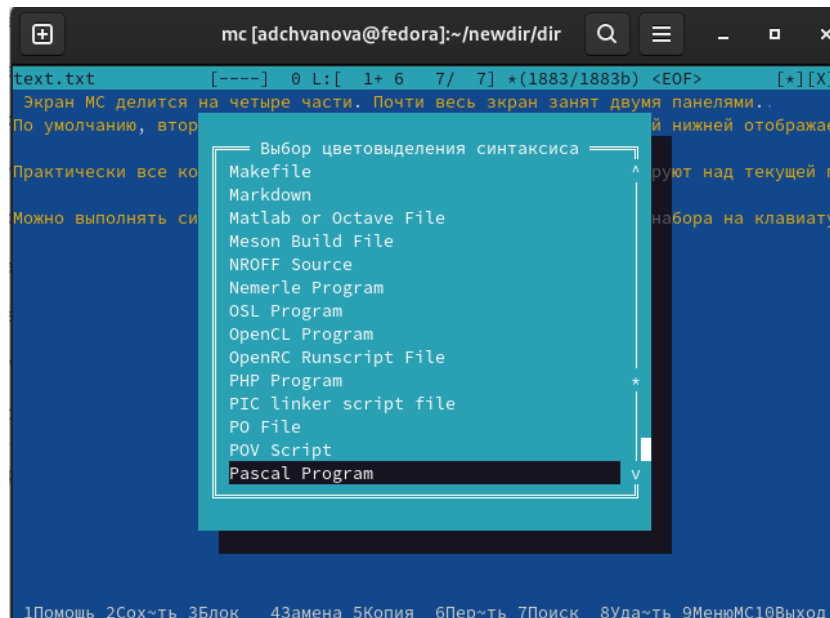 mc [adchvanova@fedora]:~/newdir/dir
text.txt [----] 0 L:[ 1+ 6 7/ 7] *(1883/1883b) <EOF> [*][X]
Экран МС делится на четыре части. Почти весь зкран занят двумя панелями..
По умолчанию, втор й нижней отображае
Выбор цветовыделения синтаксиса
Практически все ко Makefile ^ руют над текущей
Markdown
Можно выполнять си Matlab or Octave File набора на клавиату
Meson Build File
NROFF Source
Nemerle Program
OSL Program
OpenCL Program
OpenRC Runscript File
PHP Program *
PIC linker script file
PO File
POV Script
Pascal Program v
1Помощь 2Сох~ть 3Блок 4Замена 5Копия 6Пер~ть 7Поиск 8Уда~ть 9МенюМС10Выход